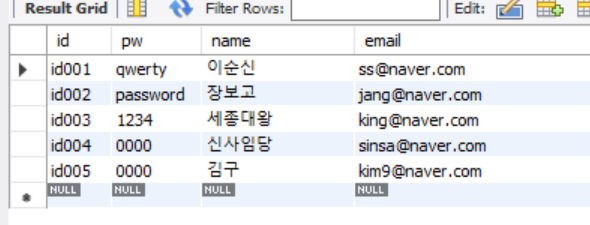 Result Grid Filter Rows: Edit:
id pw name email
id001 qwerty 이순신 ss@naver.com
id002 password 장보고 jang@naver.com
id003 1234 세종대왕 king@naver.com
id004 0000 신사임당 sinsa@naver.com
id005 0000 김구 kim9@naver.com
NULL NULL NULL NULL